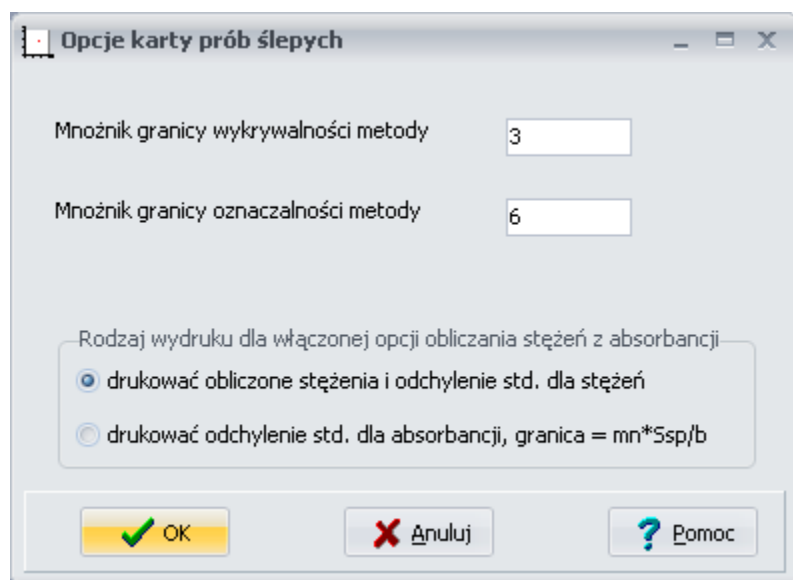 Opcje karty prób ślepych
Mnożnik granicy wykrywalności metody 3
Mnożnik granicy oznaczalności metody 6
Rodzaj wydruku dla włączonej opcji obliczania stężeń z absorbancji
drukować obliczone stężenia i odchylenie std. dla stężeń
drukować odchylenie std. dla absorbancji, granica = mn*Ssp/b
OK Anuluj Pomoc